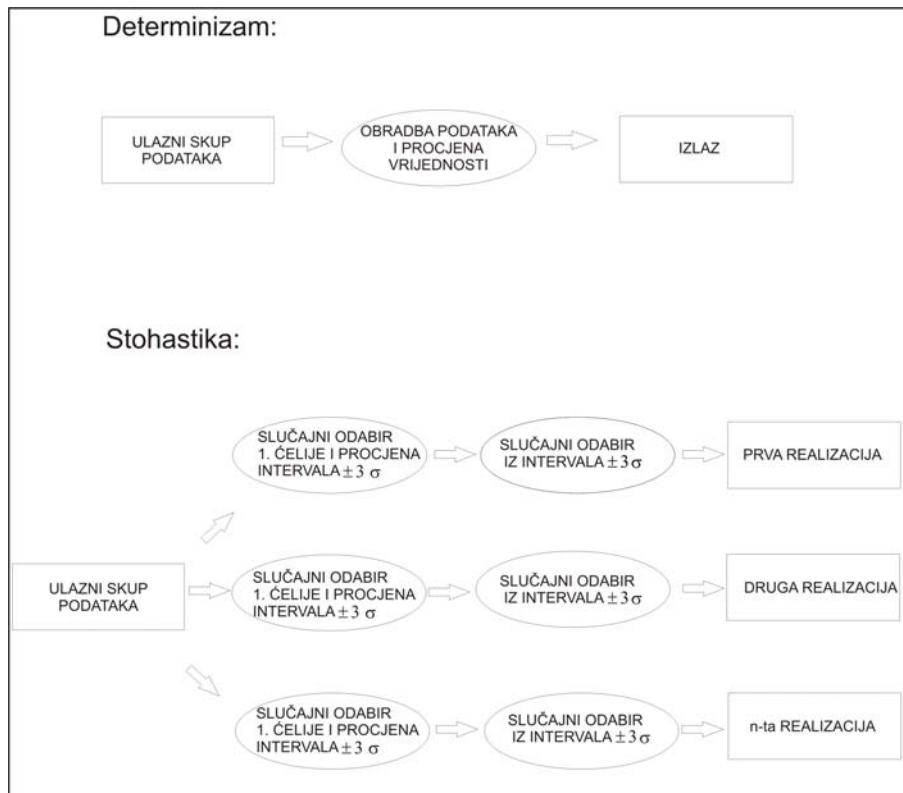 Determinizam:
ULAZNI SKUP
PODATAKA
OBRADBA PODATAKA
I PROCJENA
VRIJEDNOSTI
IZLAZ
Stohastika:
SLUČAJNI ODABIR
1. ĆELIJE I PROCJENA
INTERVALA ± 3 σ
SLUČAJNI ODABIR
IZ INTERVALA ± 3 σ
PRVA REALIZACIJA
ULAZNI SKUP
PODATAKA
SLUČAJNI ODABIR
1. ĆELIJE I PROCJENA
INTERVALA ± 3 σ
SLUČAJNI ODABIR
IZ INTERVALA ± 3 σ
DRUGA REALIZACIJA
SLUČAJNI ODABIR
1. ĆELIJE I PROCJENA
INTERVALA ± 3 σ
SLUČAJNI ODABIR
IZ INTERVALA ± 3 σ
n-ta REALIZACIJA